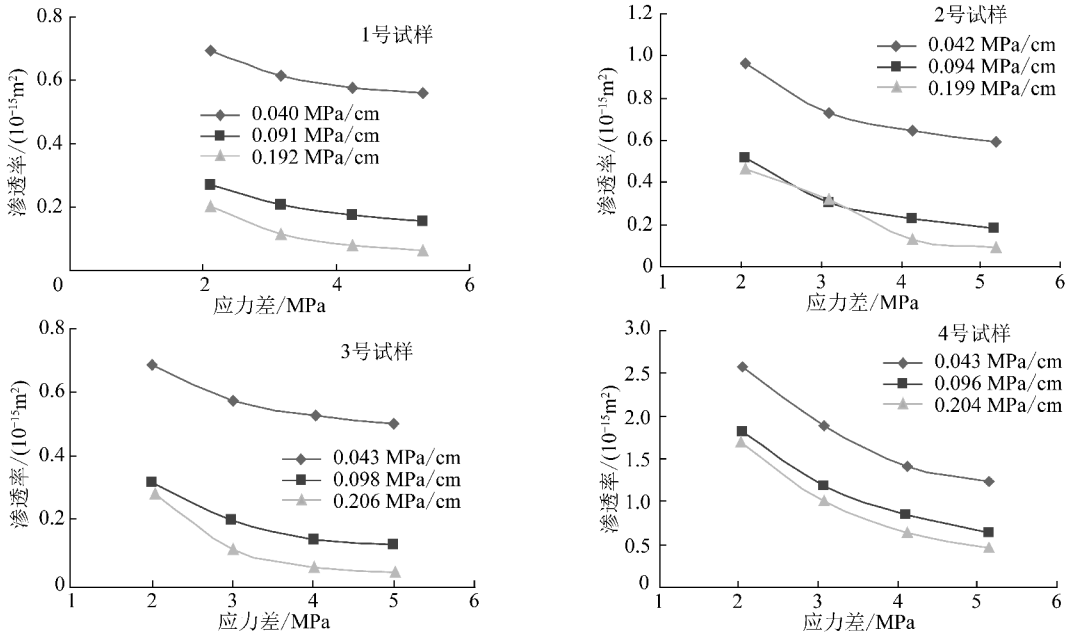 0.8
0.6
0.4
0.2
0
渗透率/(10⁻¹⁵m²)
1号试样
0.040 MPa/cm
0.091 MPa/cm
0.192 MPa/cm
2
4
6
应力差/MPa
1.2
1.0
0.8
0.6
0.4
0.2
0
渗透率/(10⁻¹⁵m²)
2号试样
0.042 MPa/cm
0.094 MPa/cm
0.199 MPa/cm
1 2 3 4 5 6
应力差/MPa
0.8
0.6
0.4
0.2
0
渗透率/(10⁻¹⁵m²)
3号试样
0.043 MPa/cm
0.098 MPa/cm
0.206 MPa/cm
1 2 3 4 5 6
应力差/MPa
3.0
2.5
2.0
1.5
1.0
0.5
0
渗透率/(10⁻¹⁵m²)
4号试样
0.043 MPa/cm
0.096 MPa/cm
0.204 MPa/cm
1 2 3 4 5 6
应力差/MPa